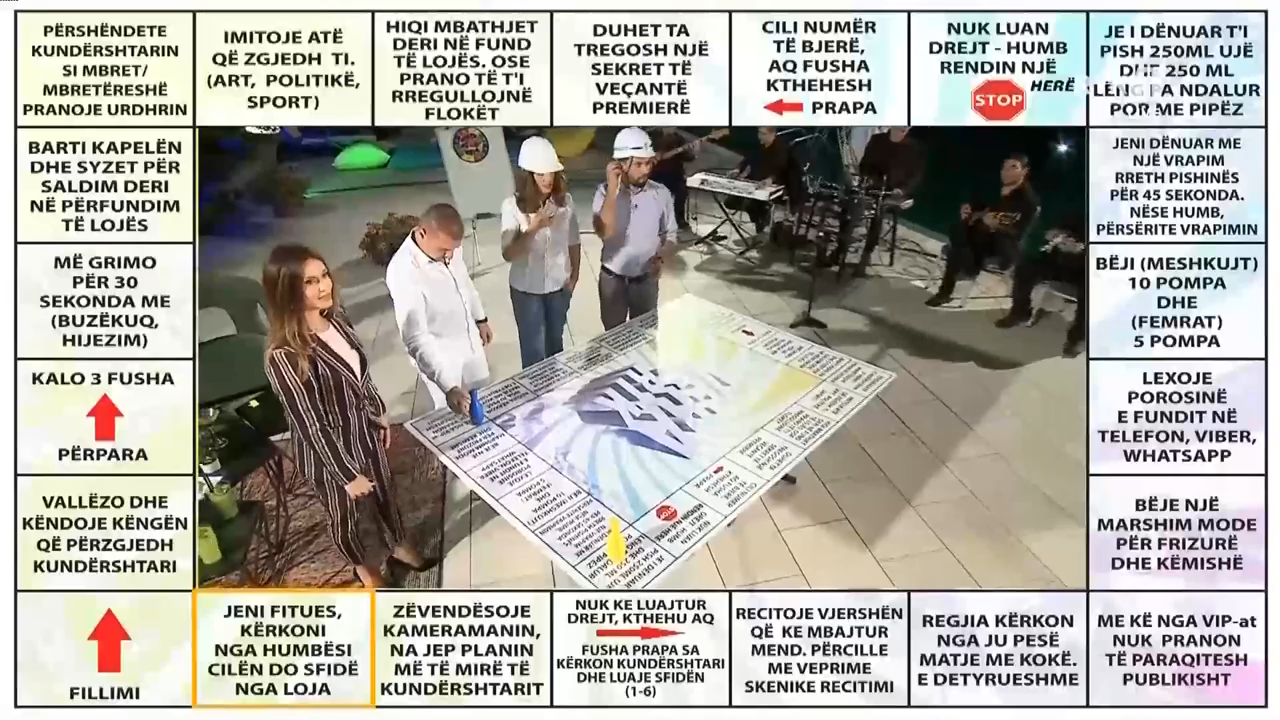 PËRSHËNDETE
KUNDËRSHTARIN
SI MBRET/
MBRETËRESHË
PRANOJE URDHRIN
IMITOJE ATË
QË ZGJEDH TI.
(ART, POLITIKË,
SPORT)
HIQI MBATHJET
DERI NË FUND
TË LOJËS. OSE
PRANO TË T'I
RREGULLOJNË
FLOKËT
DUHET TA
TREGOSH NJË
SEKRET TË
VEÇANTË
PREMIERË
CILI NUMËR
TË BJERË,
AQ FUSHA
KTHEHESH
PRAPA
NUK LUAN
DREJT - HUMB
RENDIN NJË
HERË
STOP
JE I DËNUAR T'I
PISH 250ML UJË
DHE 250 ML
LËNG PA NDALUR
POR ME PIPËZ
BARTI KAPELËN
DHE SYZET PËR
SALDIM DERI
NË PËRFUNDIM
TË LOJËS
JENI DËNUAR ME
NJË VRAPIM
RRETH PISHINËS
PËR 45 SEKONDA.
NËSE HUMB,
PËRSËRITE VRAPIMIN
MË GRIMO
PËR 30
SEKONDA ME
(BUZËKUQ,
HIJEZIM)
BËJI (MESHKUJT)
10 POMPA
DHE
(FEMRAT)
5 POMPA
KALO 3 FUSHA
PËRPARA
LEXOJE
POROSINË
E FUNDIT NË
TELEFON, VIBER,
WHATSAPP
VALLËZO DHE
KËNDOJE KËNGËN
QË PËRZGJEDH
KUNDËRSHTARI
BËJE NJË
MARSHIM MODE
PËR FRIZURË
DHE KËMISHË
FILLIMI
JENI FITUES,
KËRKONI
NGA HUMBËSI
CILËN DO SFIDË
NGA LOJA
ZËVENDËSOJE
KAMERAMANIN,
NA JEP PLANIN
MË TË MIRË TË
KUNDËRSHTARIT
NUK KE LUAJTUR
DREJT, KTHEHU AQ
FUSHA PRAPA SA
KËRKON KUNDËRSHTARI
DHE LUAJE SFIDËN
(1-6)
RECITOJE VJERSHËN
QË KE MBAJTUR
MEND. PËRCILLE
ME VEPRIME
SKENIKE RECITIMI
REGJIA KËRKON
NGA JU PESË
MATJE ME KOKË.
E DETYRUESHME
ME KË NGA VIP-at
NUK PRANON
TË PARAQITESH
PUBLIKISHT